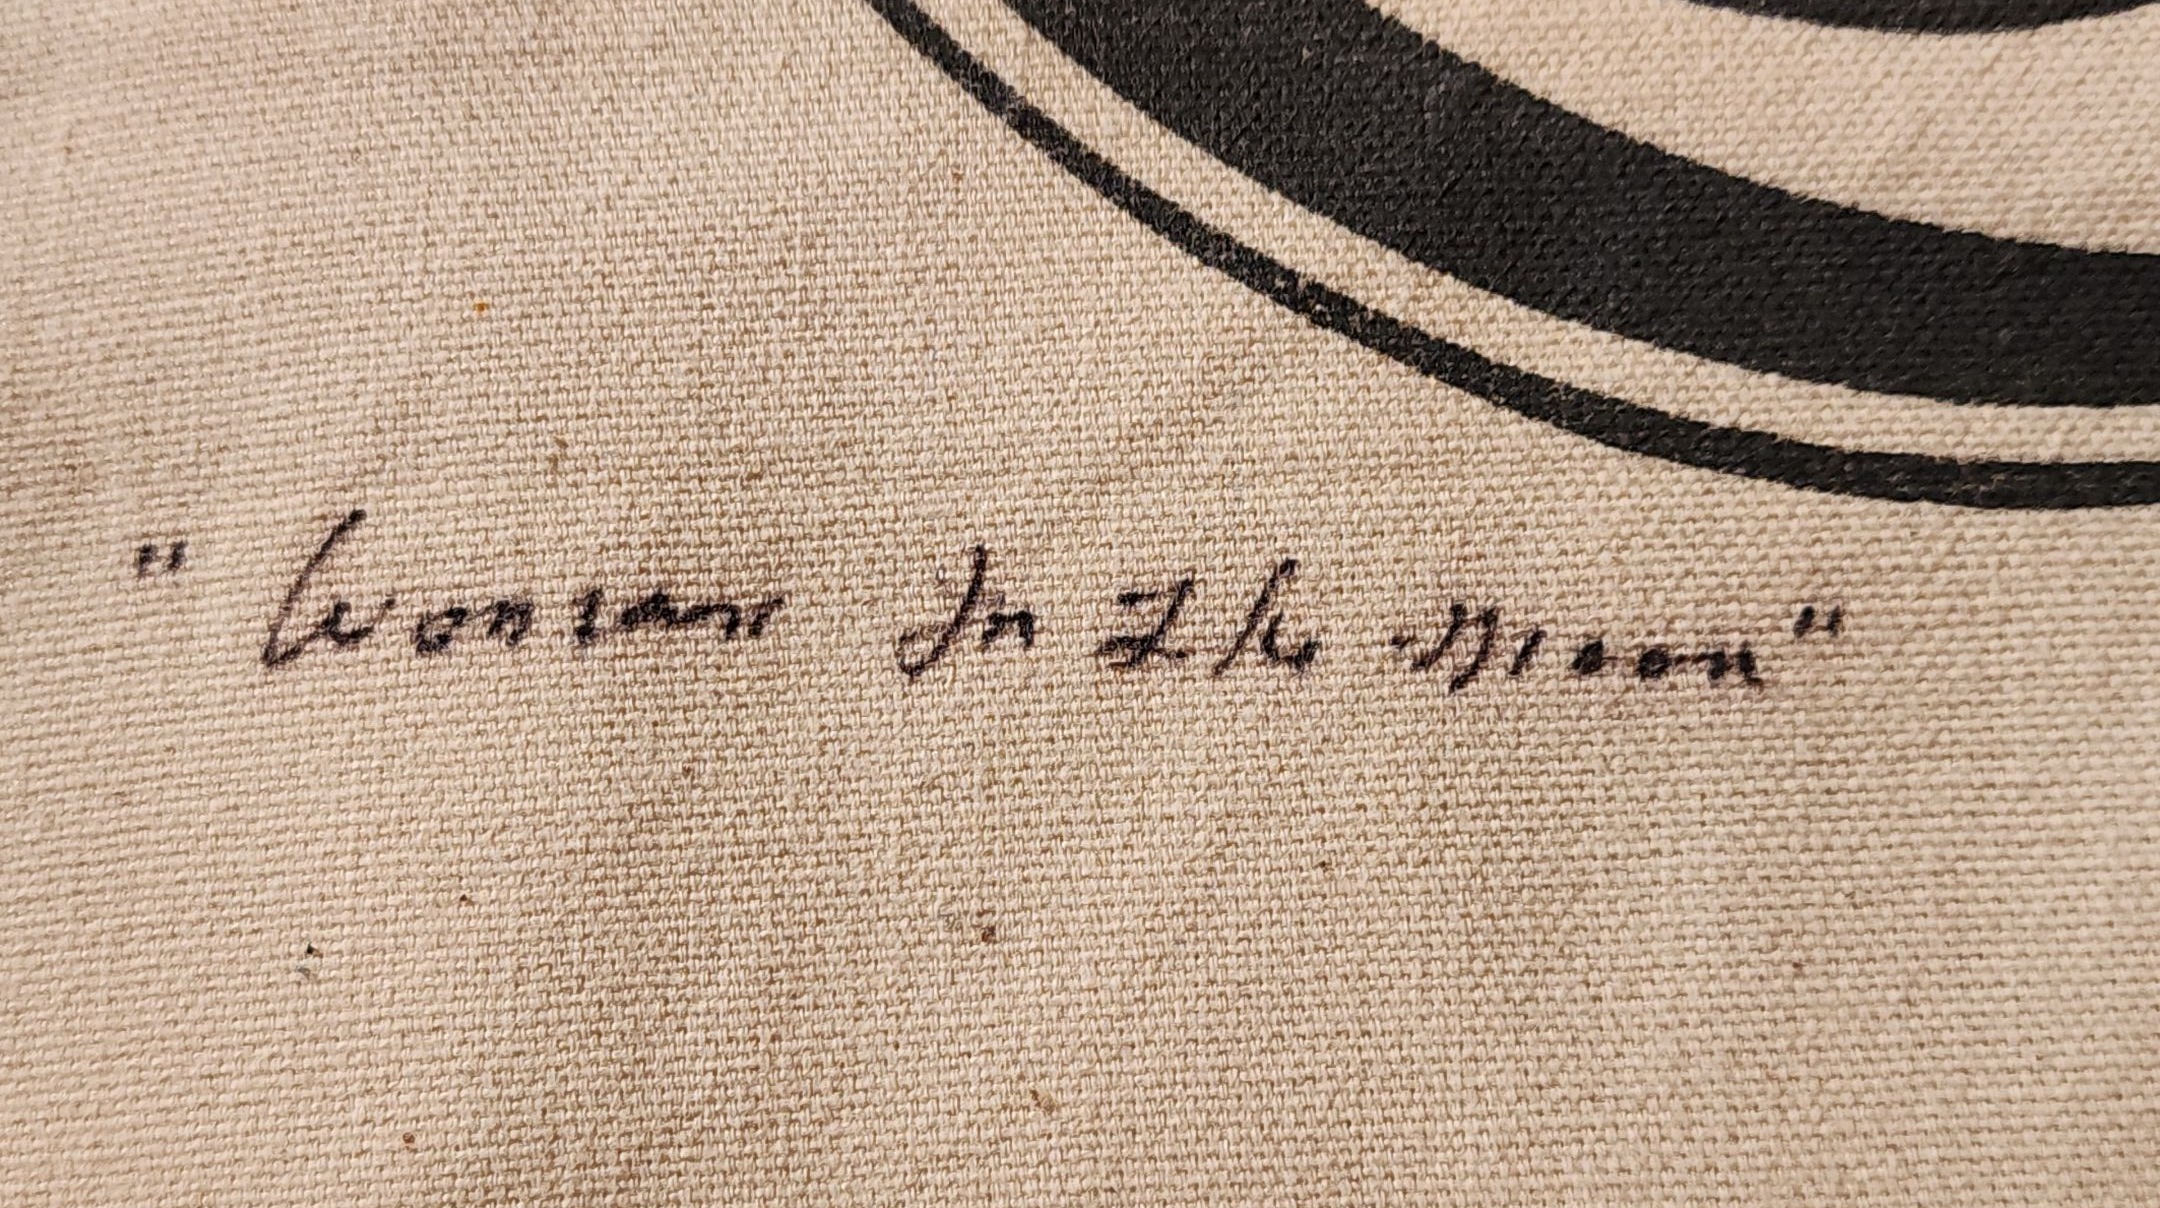 "Woman In The Moon"